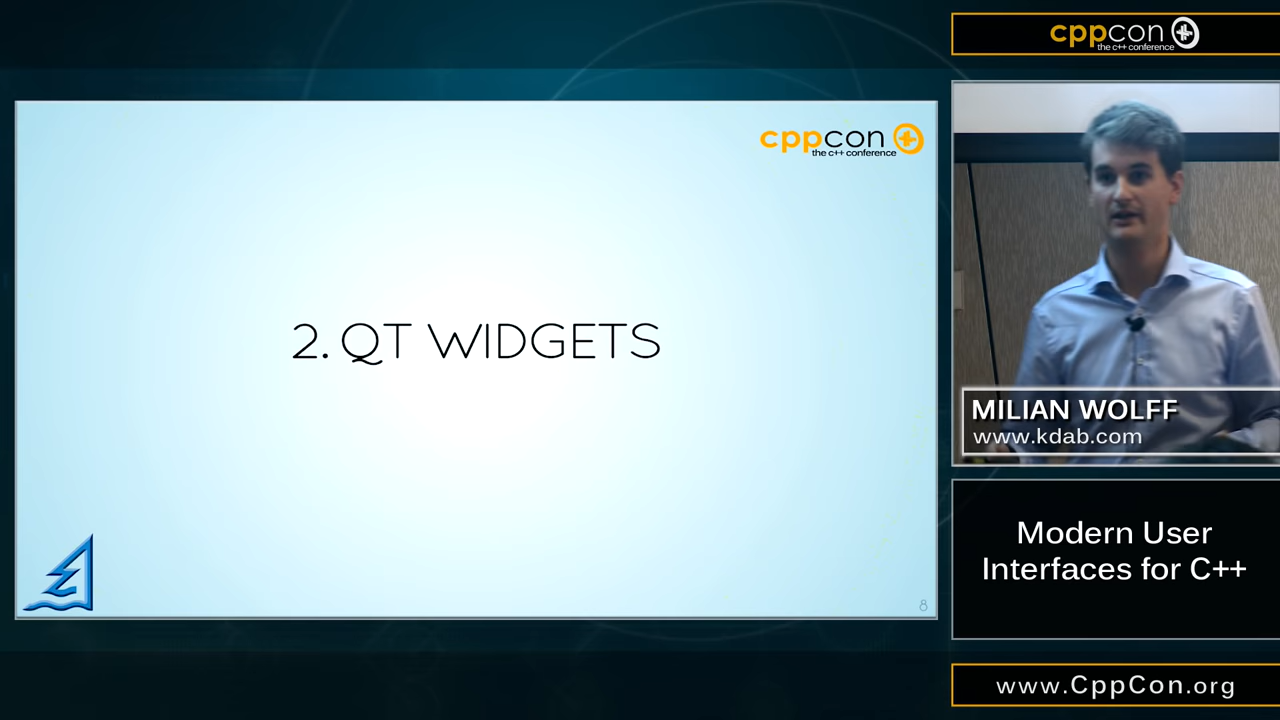 cppcon
the c++ conference
2. QT WIDGETS
8
cppcon
the c++ conference
MILIAN WOLFF
www.kdab.com
Modern User
Interfaces for C++
www.CppCon.org